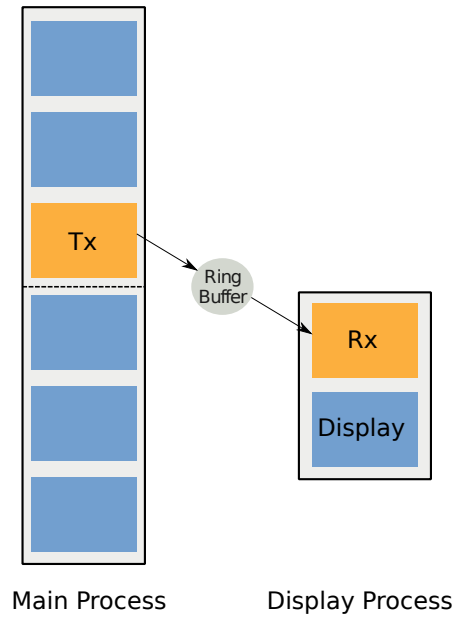 Tx
Ring
Buffer
Rx
Display
Main Process
Display Process